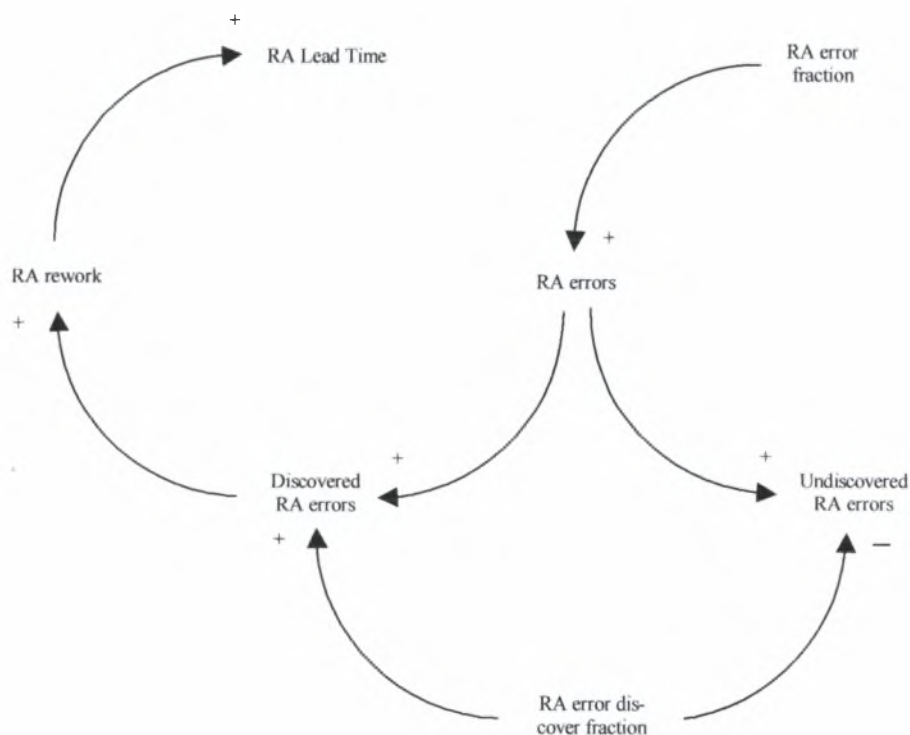 +
RA Lead Time
RA error
fraction
+
RA rework
RA errors
+
+
+
Discovered
RA errors
Undiscovered
RA errors
+
−
RA error dis-
cover fraction